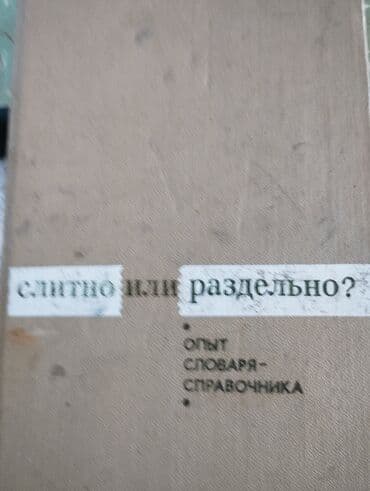 слитно или раздельно?
•
ОПЫТ
СЛОВАРЯ-
СПРАВОЧНИКА
•